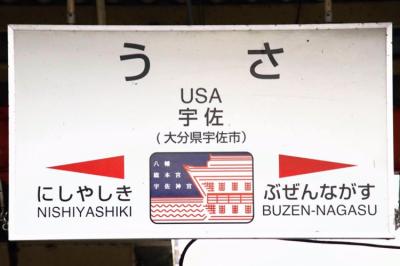 うさ
USA
宇佐
(大分県宇佐市)
八幡
総本宮
宇佐神宮
にしやしき
NISHIYASHIKI
ぶぜんながす
BUZEN-NAGASU